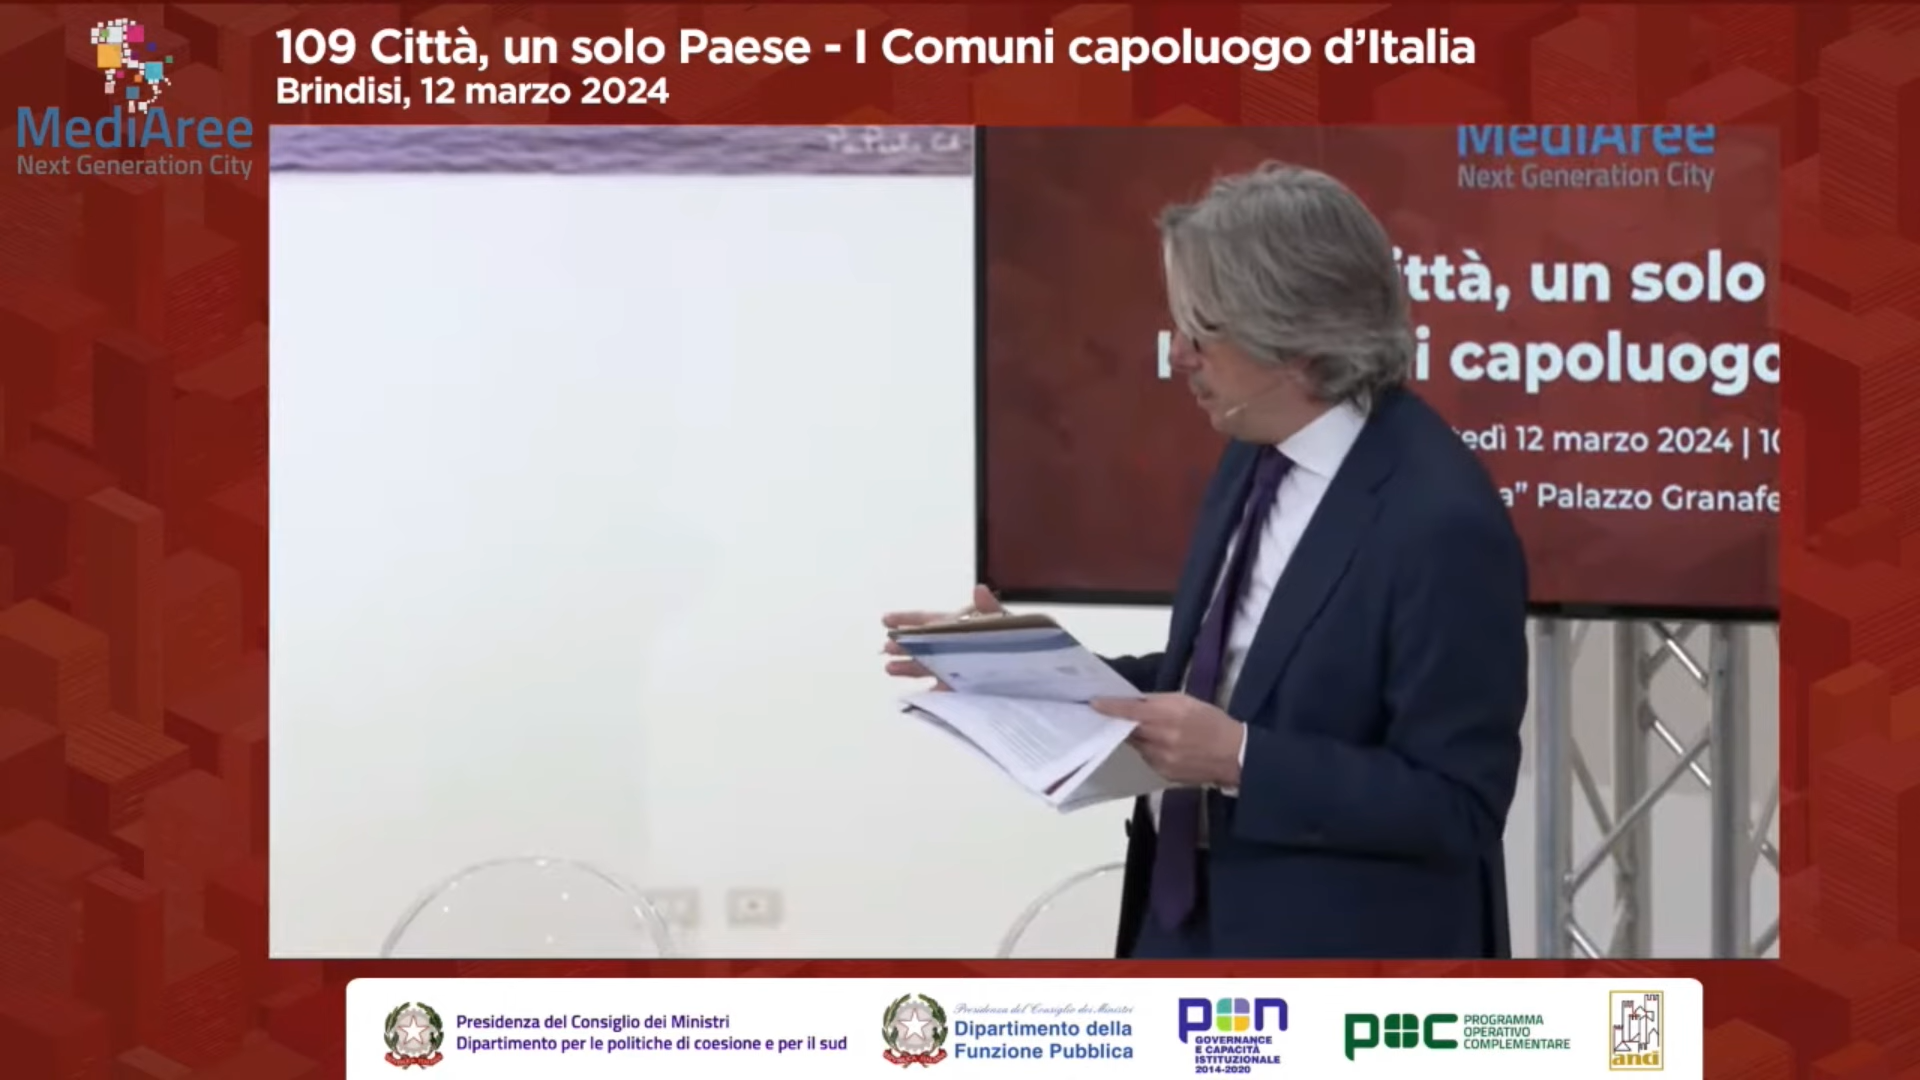 109 Città, un solo Paese - I Comuni capoluogo d'Italia
Brindisi, 12 marzo 2024
MediAree
Next Generation City
MediAree
Next Generation City
ittà, un solo
i capoluogo
edì 12 marzo 2024 | 10
a” Palazzo Granafe
Presidenza del Consiglio dei Ministri
Dipartimento per le politiche di coesione e per il sud
Presidenza del Consiglio dei Ministri
Dipartimento della
Funzione Pubblica
pon
GOVERNANCE
E CAPACITÀ
ISTITUZIONALE
2014-2020
POC
PROGRAMMA
OPERATIVO
COMPLEMENTARE
anci